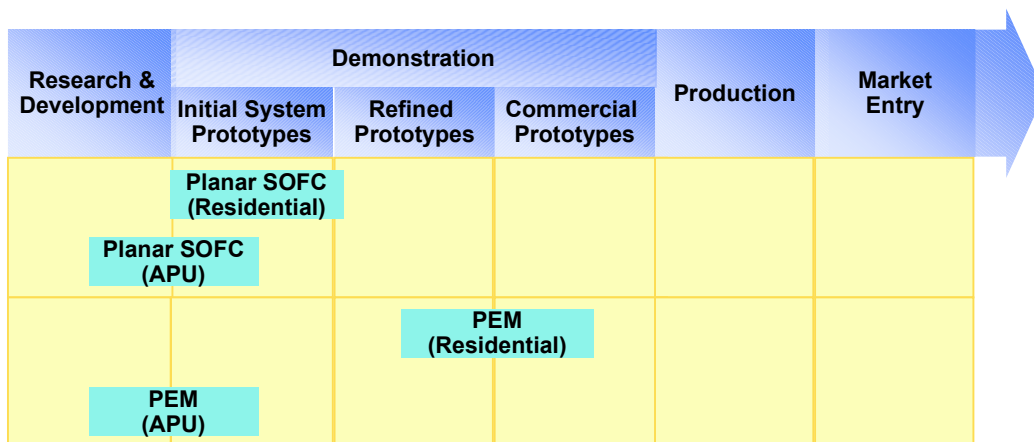 Research &
Development
Demonstration
Initial System
Prototypes
Refined
Prototypes
Commercial
Prototypes
Production
Market
Entry
Planar SOFC
(Residential)
Planar SOFC
(APU)
PEM
(Residential)
PEM
(APU)